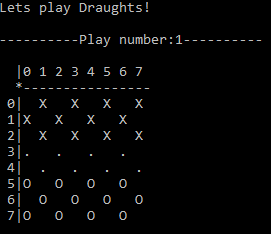 Lets play Draughts!
----------Play number:1----------
  |0 1 2 3 4 5 6 7
  *----------------
 0|  X   X   X   X
 1|X   X   X   X
 2|  X   X   X   X
 3|.   .   .   .
 4|  .   .   .   .
 5|O   O   O   O
 6|  O   O   O   O
 7|O   O   O   O